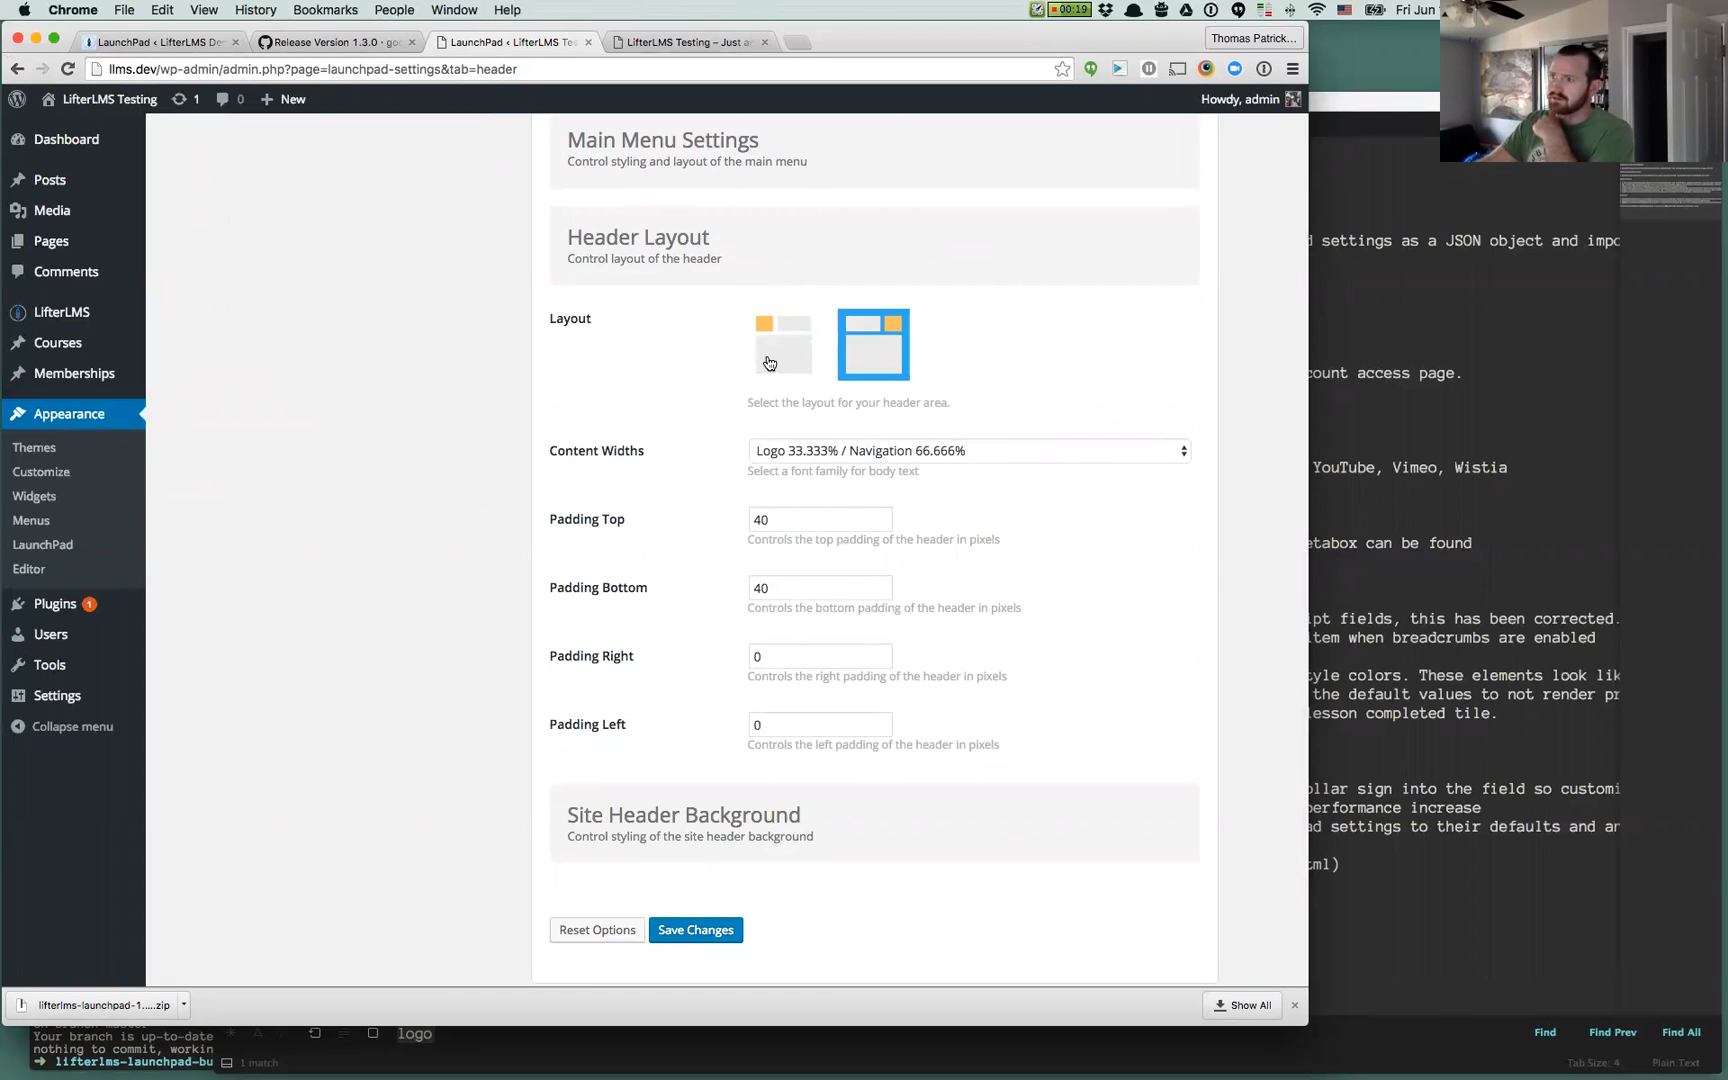 Chrome File Edit View History Bookmarks People Window Help
00:19
Fri Jun
LaunchPad ‹ LifterLMS De
Release Version 1.3.0 · go
LaunchPad ‹ LifterLMS Te
LifterLMS Testing – Just a
Thomas Patrick...
llms.dev/wp-admin/admin.php?page=launchpad-settings&tab=header
LifterLMS Testing 1 0 New
Howdy, admin
Dashboard
Posts
Media
Pages
Comments
LifterLMS
Courses
Memberships
Appearance
Themes
Customize
Widgets
Menus
LaunchPad
Editor
Plugins 1
Users
Tools
Settings
Collapse menu
Main Menu Settings
Control styling and layout of the main menu
Header Layout
Control layout of the header
Layout
Select the layout for your header area.
Content Widths
Logo 33.333% / Navigation 66.666%
Select a font family for body text
Padding Top
40
Controls the top padding of the header in pixels
Padding Bottom
40
Controls the bottom padding of the header in pixels
Padding Right
0
Controls the right padding of the header in pixels
Padding Left
0
Controls the left padding of the header in pixels
Site Header Background
Control styling of the site header background
Reset Options
Save Changes
d settings as a JSON object and impo
count access page.
YouTube, Vimeo, Wistia
etabox can be found
ipt fields, this has been corrected.
item when breadcrumbs are enabled
tyle colors. These elements look lik
the default values to not render pr
lesson completed tile.
ollar sign into the field so customi
performance increase
ad settings to their defaults and an
tml)
lifterlms-launchpad-1.....zip
Show All
Your branch is up-to-date
nothing to commit, workin
lifterlms-launchpad-bu
logo
1 match
Find
Find Prev
Find All
Tab Size: 4
Plain Text